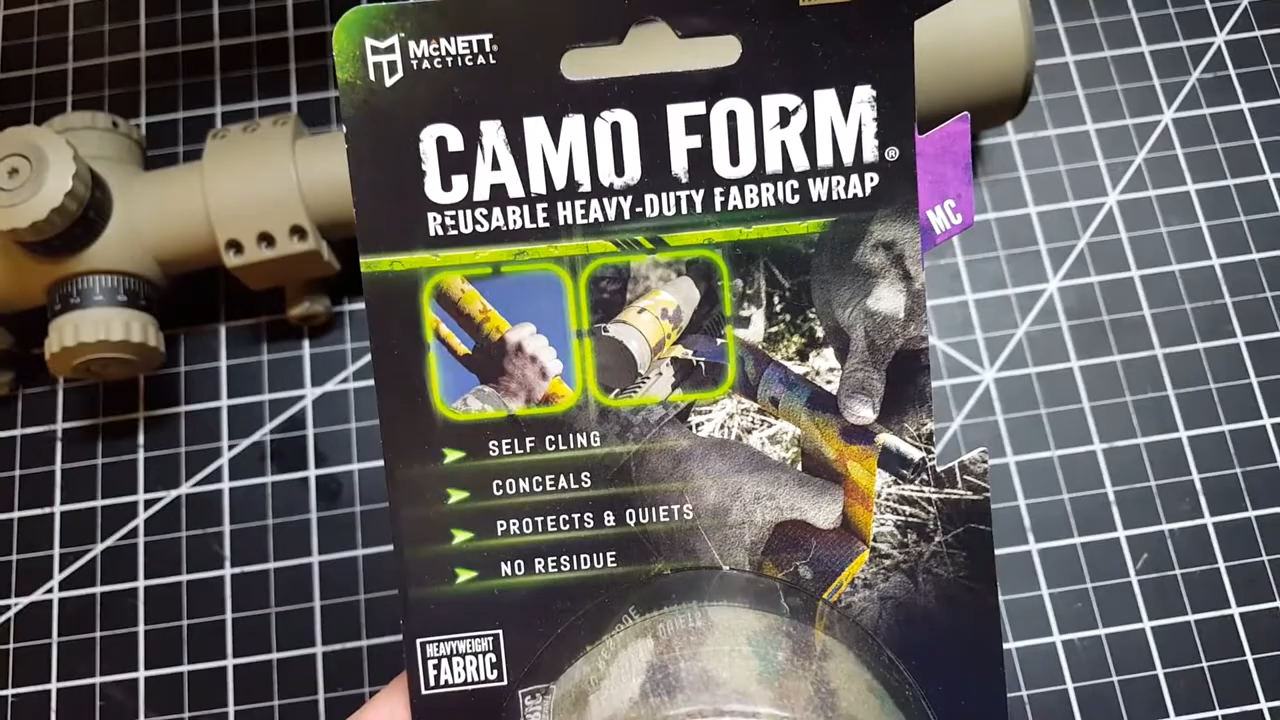 McNETT®
TACTICAL
CAMO FORM®
REUSABLE HEAVY-DUTY FABRIC WRAP
MC
SELF CLING
CONCEALS
PROTECTS & QUIETS
NO RESIDUE
HEAVYWEIGHT
FABRIC